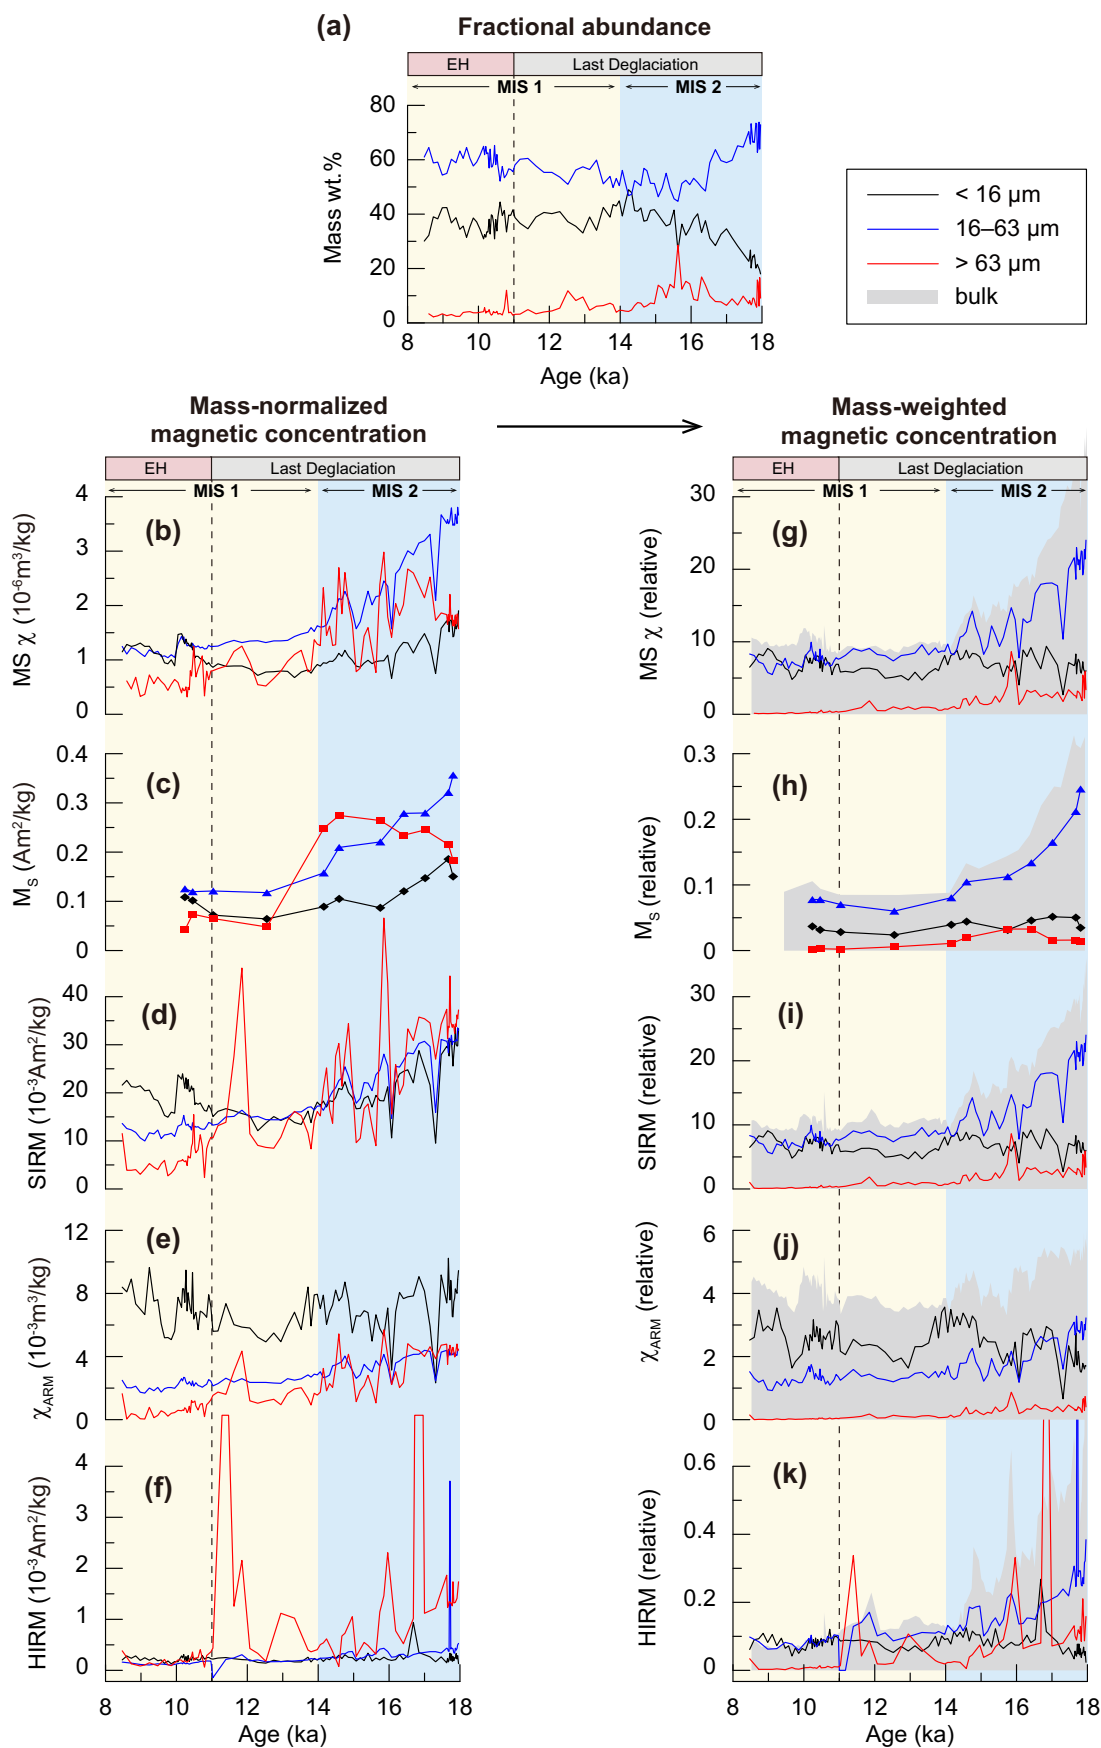 (a) Fractional abundance
EH Last Deglaciation
MIS 1 MIS 2
80
60
40
20
0
Mass wt.%
8 10 12 14 16 18
Age (ka)
< 16 μm
16–63 μm
> 63 μm
bulk
Mass-normalized
magnetic concentration
EH Last Deglaciation
MIS 1 MIS 2
(b)
4
3
2
1
0
MS χ (10⁻⁶m³/kg)
(c)
0.4
0.3
0.2
0.1
0
Mₛ (Am²/kg)
(d)
40
30
20
10
0
SIRM (10⁻³Am²/kg)
(e)
12
8
4
0
χARM (10⁻³m³/kg)
(f)
4
3
2
1
0
HIRM (10⁻³Am²/kg)
8 10 12 14 16 18
Age (ka)
Mass-weighted
magnetic concentration
EH Last Deglaciation
MIS 1 MIS 2
(g)
30
20
10
0
MS χ (relative)
(h)
0.3
0.2
0.1
0
Mₛ (relative)
(i)
30
20
10
0
SIRM (relative)
(j)
6
4
2
0
χARM (relative)
(k)
0.6
0.4
0.2
0
HIRM (relative)
8 10 12 14 16 18
Age (ka)